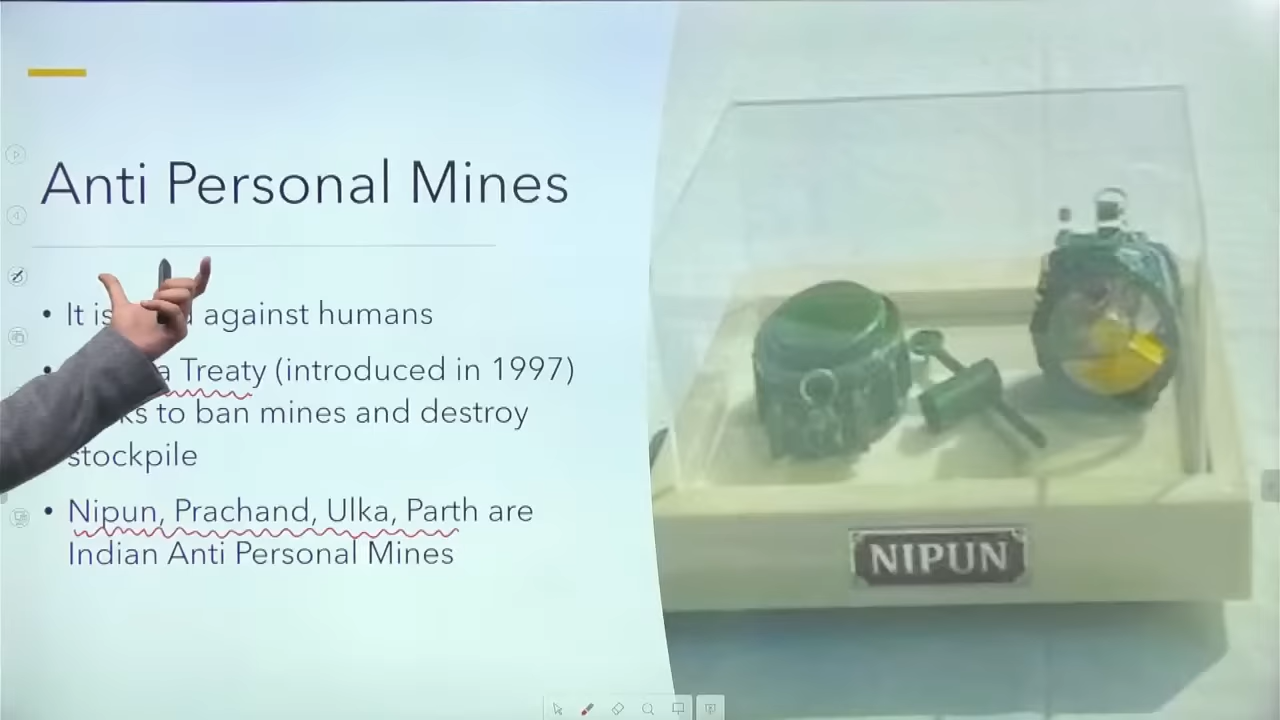 Anti Personal Mines
• It is against humans
• Treaty (introduced in 1997)
to ban mines and destroy
stockpile
• Nipun, Prachand, Ulka, Parth are
Indian Anti Personal Mines
NIPUN